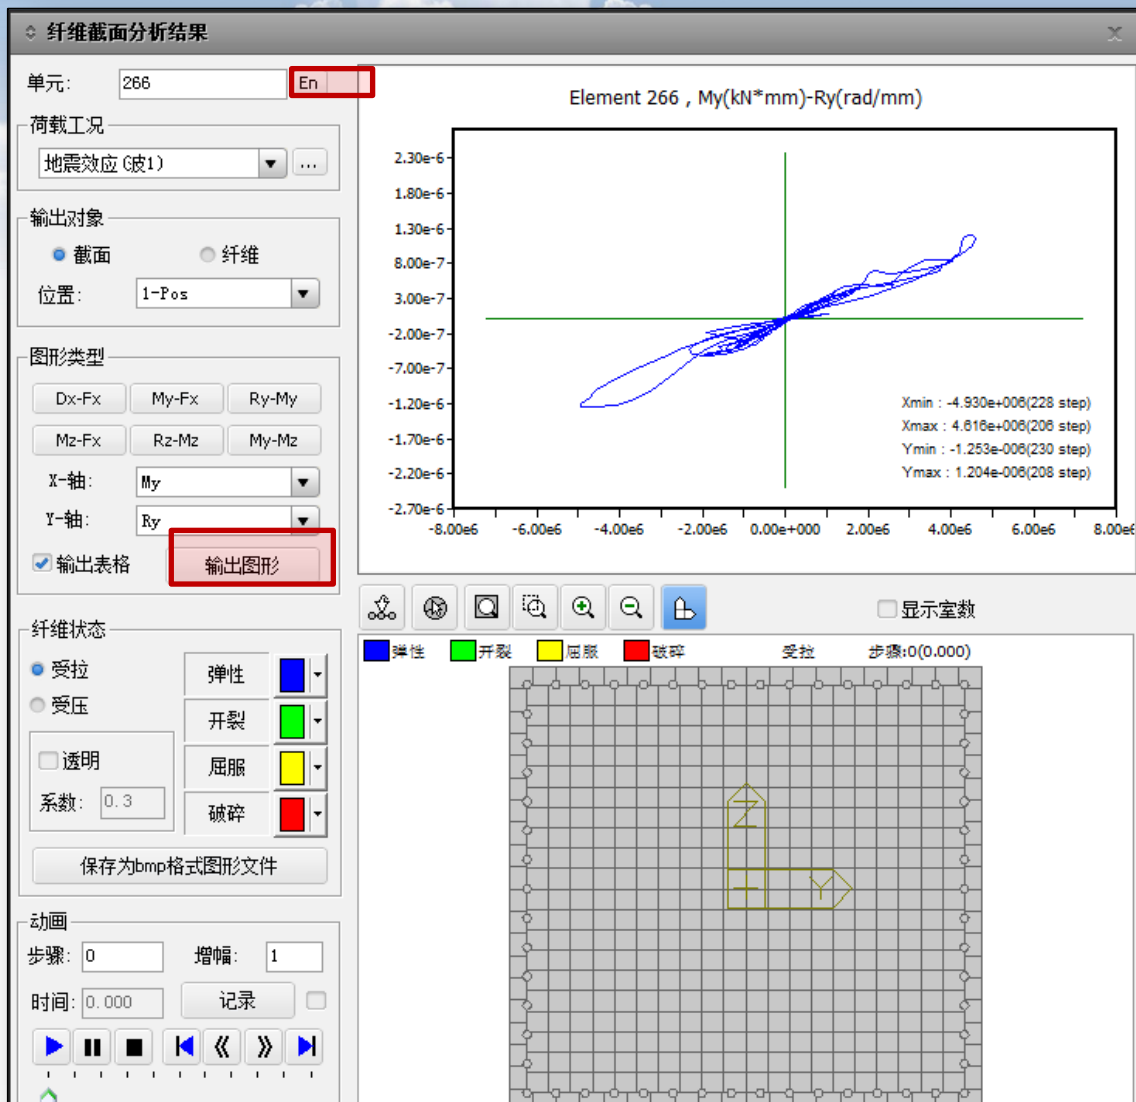 纤维截面分析结果
单元: 266 En
荷载工况
地震效应(波1) ...
输出对象
截面 纤维
位置: 1-Pos
图形类型
Dx-Fx My-Fx Ry-My
Mz-Fx Rz-Mz My-Mz
X-轴: My
Y-轴: Ry
输出表格 输出图形
纤维状态
受拉
受压
弹性
开裂
屈服
破碎
透明
系数: 0.3
保存为bmp格式图形文件
动画
步骤: 0 增幅: 1
时间: 0.000 记录
Element 266 , My(kN*mm)-Ry(rad/mm)
2.30e-6
1.80e-6
1.30e-6
8.00e-7
3.00e-7
-2.00e-7
-7.00e-7
-1.20e-6
-1.70e-6
-2.20e-6
-2.70e-6
Xmin : -4.930e+006(228 step)
Xmax : 4.616e+006(206 step)
Ymin : -1.253e-006(230 step)
Ymax : 1.204e-006(208 step)
-8.00e6 -6.00e6 -4.00e6 -2.00e6 0.00e+000 2.00e6 4.00e6 6.00e6 8.00e6
显示室数
弹性 开裂 屈服 破碎 受拉 步骤:0(0.000)
Z
Y